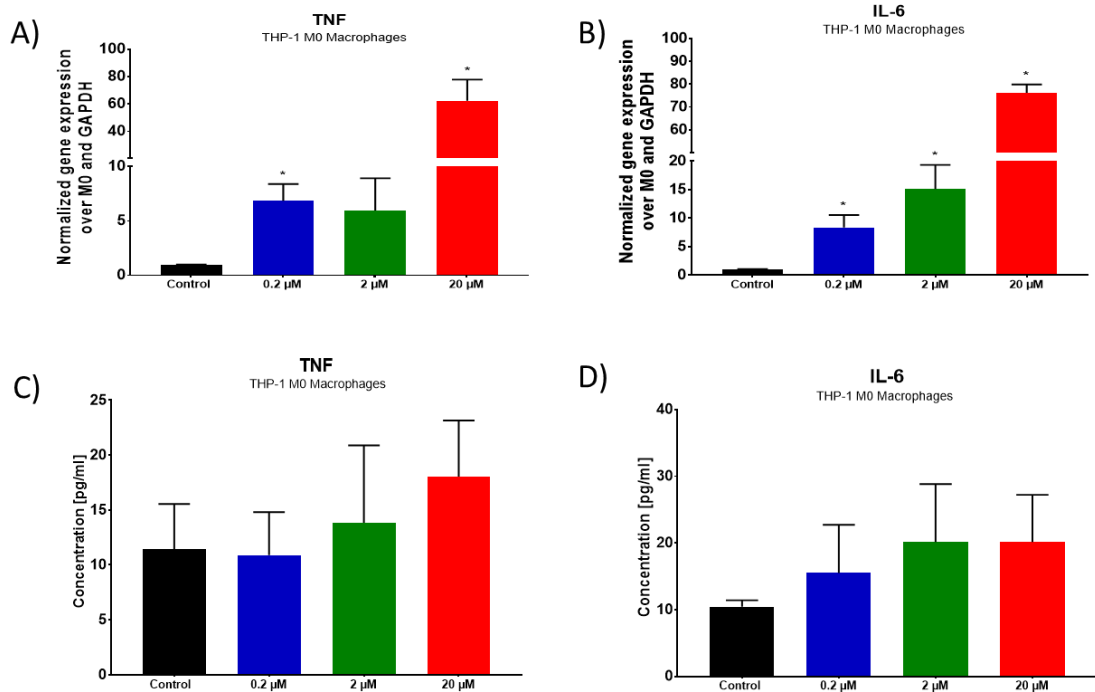 A)
TNF
THP-1 M0 Macrophages
Normalized gene expression
over M0 and GAPDH
100
80
60
40
10
5
0
*
*
Control
0.2 µM
2 µM
20 µM
B)
IL-6
THP-1 M0 Macrophages
Normalized gene expression
over M0 and GAPDH
100
90
80
70
60
20
15
10
5
0
*
*
*
Control
0.2 µM
2 µM
20 µM
C)
TNF
THP-1 M0 Macrophages
Concentration [pg/ml]
25
20
15
10
5
0
Control
0.2 µM
2 µM
20 µM
D)
IL-6
THP-1 M0 Macrophages
Concentration [pg/ml]
40
30
20
10
0
Control
0.2 µM
2 µM
20 µM